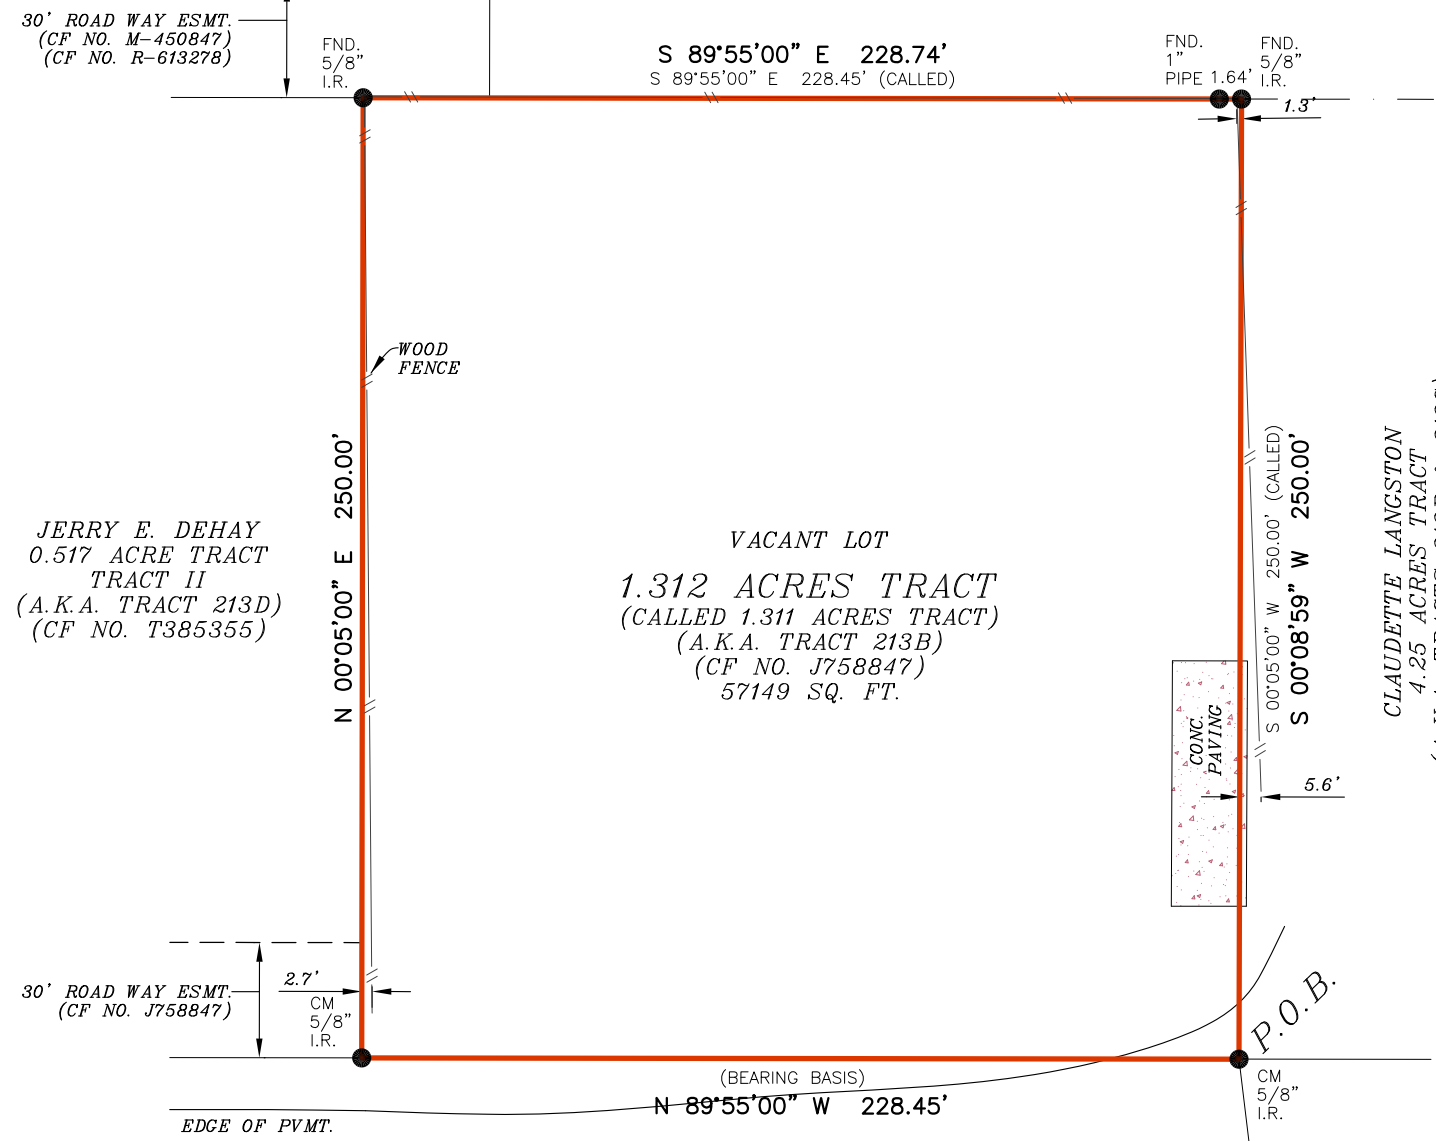 30' ROAD WAY ESMT.
(CF NO. M-450847)
(CF NO. R-613278)
FND.
5/8"
I.R.
S 89°55'00" E 228.74'
S 89°55'00" E 228.45' (CALLED)
FND.
1"
PIPE 1.64'
FND.
5/8"
I.R.
1.3'
WOOD
FENCE
N 00°05'00" E 250.00'
JERRY E. DEHAY
0.517 ACRE TRACT
TRACT II
(A.K.A. TRACT 213D)
(CF NO. T385355)
VACANT LOT
1.312 ACRES TRACT
(CALLED 1.311 ACRES TRACT)
(A.K.A. TRACT 213B)
(CF NO. J758847)
57149 SQ. FT.
CONC.
PAVING
S 00°05'00" W 250.00' (CALLED)
S 00°08'59" W 250.00'
CLAUDETTE LANGSTON
4.25 ACRES TRACT
5.6'
30' ROAD WAY ESMT.
(CF NO. J758847)
2.7'
CM
5/8"
I.R.
P.O.B.
(BEARING BASIS)
N 89°55'00" W 228.45'
CM
5/8"
I.R.
EDGE OF PVMT.